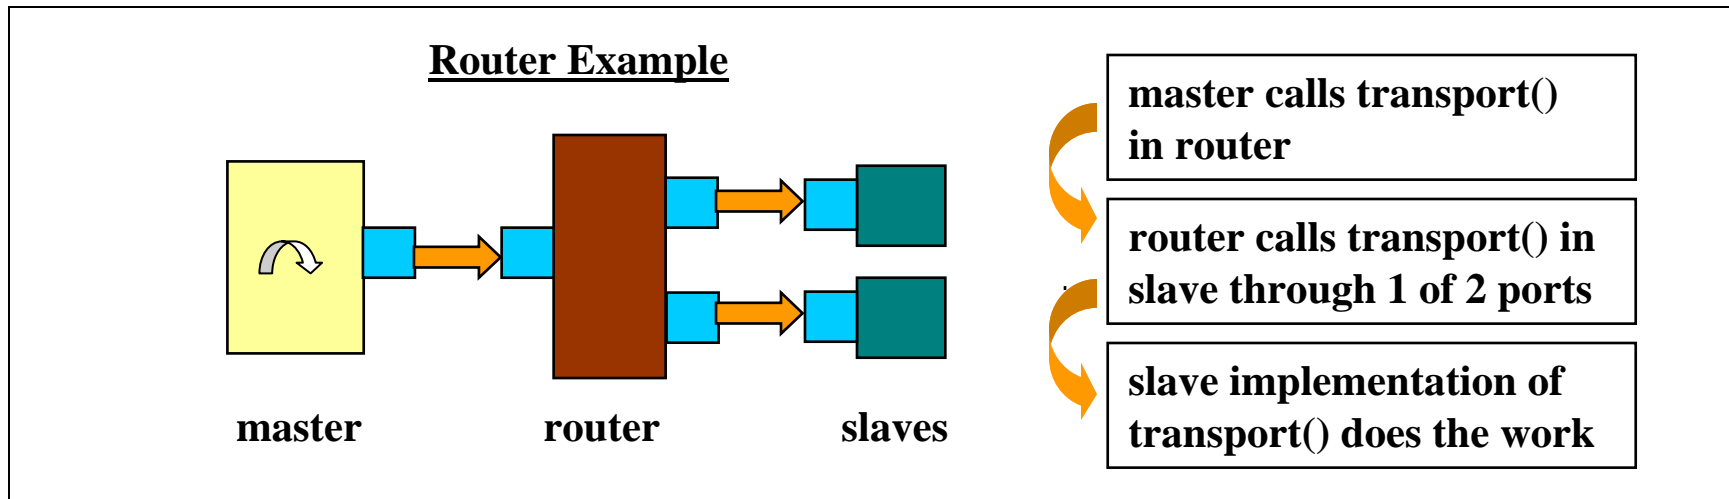 Router Example
master calls transport()
in router
router calls transport() in
slave through 1 of 2 ports
slave implementation of
transport() does the work
master
router
slaves